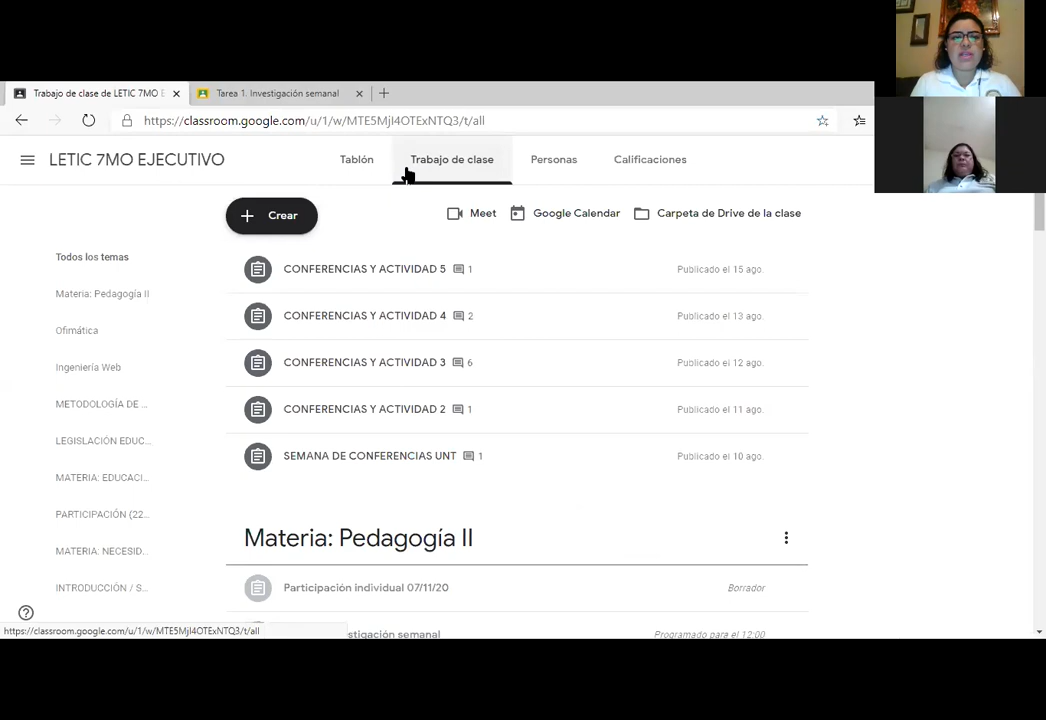 Trabajo de clase de LETIC 7MO E
Tarea 1. Investigación semanal
https://classroom.google.com/u/1/w/MTE5MjI4OTExNTQ3/t/all
LETIC 7MO EJECUTIVO
Tablón
Trabajo de clase
Personas
Calificaciones
Crear
Meet
Google Calendar
Carpeta de Drive de la clase
Todos los temas
Materia: Pedagogía II
Ofimática
Ingeniería Web
METODOLOGÍA DE ...
LEGISLACIÓN EDUC...
MATERIA: EDUCACI...
PARTICIPACIÓN (22...
MATERIA: NECESID...
INTRODUCCIÓN / S...
CONFERENCIAS Y ACTIVIDAD 5 1 Publicado el 15 ago.
CONFERENCIAS Y ACTIVIDAD 4 2 Publicado el 13 ago.
CONFERENCIAS Y ACTIVIDAD 3 6 Publicado el 12 ago.
CONFERENCIAS Y ACTIVIDAD 2 1 Publicado el 11 ago.
SEMANA DE CONFERENCIAS UNT 1 Publicado el 10 ago.
Materia: Pedagogía II
Participación individual 07/11/20 Borrador
semanal Programado para el 12:00
https://classroom.google.com/u/1/w/MTE5MjI4OTExNTQ3/t/all